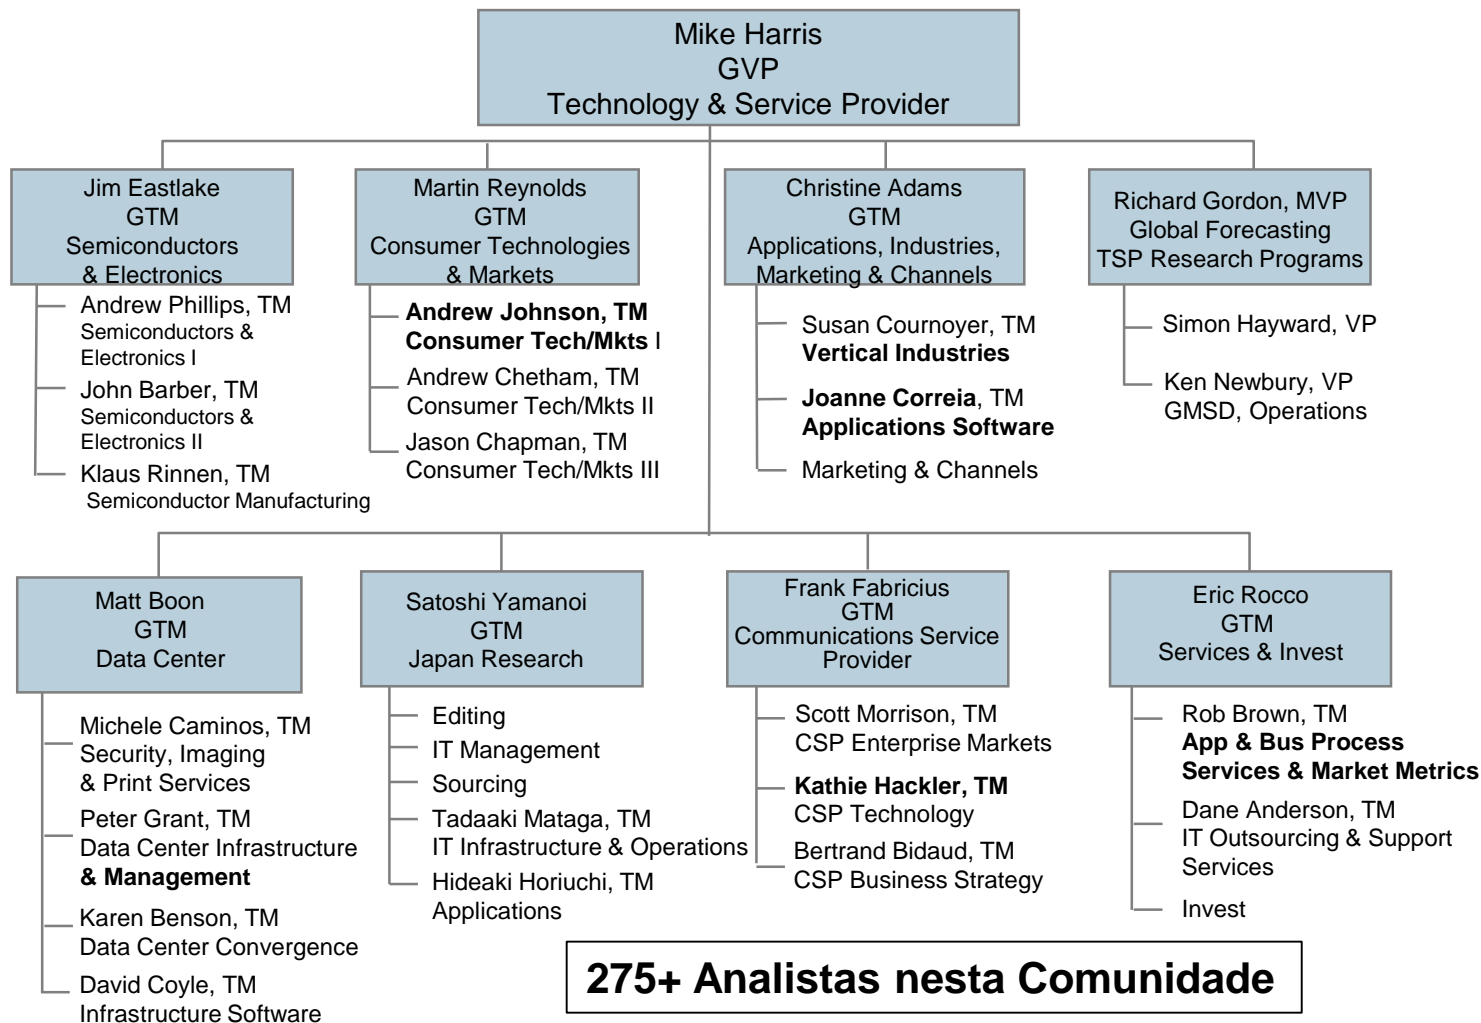 Mike Harris
GVP
Technology & Service Provider
Jim Eastlake
GTM
Semiconductors
& Electronics
Andrew Phillips, TM
Semiconductors &
Electronics I
John Barber, TM
Semiconductors &
Electronics II
Klaus Rinnen, TM
Semiconductor Manufacturing
Martin Reynolds
GTM
Consumer Technologies
& Markets
Andrew Johnson, TM
Consumer Tech/Mkts I
Andrew Chetham, TM
Consumer Tech/Mkts II
Jason Chapman, TM
Consumer Tech/Mkts III
Christine Adams
GTM
Applications, Industries,
Marketing & Channels
Susan Cournoyer, TM
Vertical Industries
Joanne Correia, TM
Applications Software
Marketing & Channels
Richard Gordon, MVP
Global Forecasting
TSP Research Programs
Simon Hayward, VP
Ken Newbury, VP
GMSD, Operations
Matt Boon
GTM
Data Center
Michele Caminos, TM
Security, Imaging
& Print Services
Peter Grant, TM
Data Center Infrastructure
& Management
Karen Benson, TM
Data Center Convergence
David Coyle, TM
Infrastructure Software
Satoshi Yamanoi
GTM
Japan Research
Editing
IT Management
Sourcing
Tadaaki Mataga, TM
IT Infrastructure & Operations
Hideaki Horiuchi, TM
Applications
Frank Fabricius
GTM
Communications Service
Provider
Scott Morrison, TM
CSP Enterprise Markets
Kathie Hackler, TM
CSP Technology
Bertrand Bidaud, TM
CSP Business Strategy
Eric Rocco
GTM
Services & Invest
Rob Brown, TM
App & Bus Process
Services & Market Metrics
Dane Anderson, TM
IT Outsourcing & Support
Services
Invest
275+ Analistas nesta Comunidade